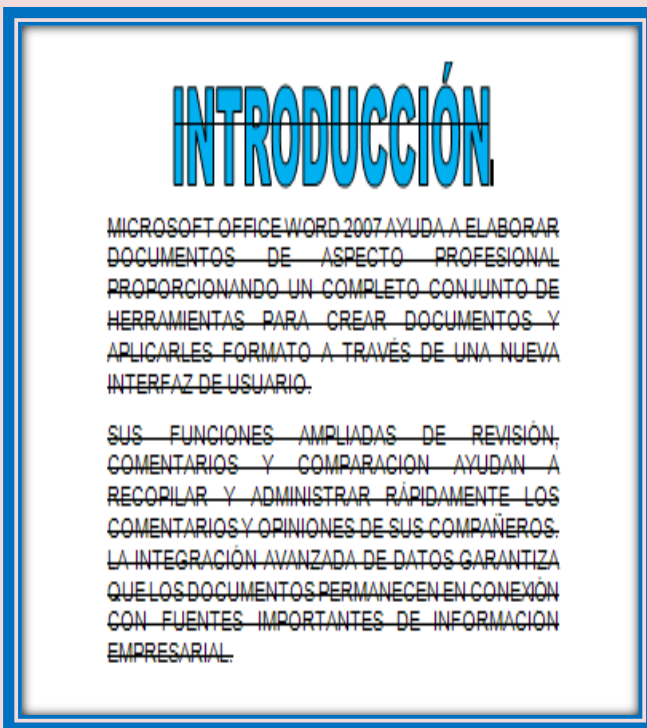 INTRODUCCIÓN
MICROSOFT OFFICE WORD 2007 AYUDA A ELABORAR
DOCUMENTOS DE ASPECTO PROFESIONAL
PROPORCIONANDO UN COMPLETO CONJUNTO DE
HERRAMIENTAS PARA CREAR DOCUMENTOS Y
APLICARLES FORMATO A TRAVÉS DE UNA NUEVA
INTERFAZ DE USUARIO.
SUS FUNCIONES AMPLIADAS DE REVISIÓN,
COMENTARIOS Y COMPARACION AYUDAN A
RECOPILAR Y ADMINISTRAR RÁPIDAMENTE LOS
COMENTARIOS Y OPINIONES DE SUS COMPAÑEROS.
LA INTEGRACIÓN AVANZADA DE DATOS GARANTIZA
QUE LOS DOCUMENTOS PERMANECEN EN CONEXIÓN
CON FUENTES IMPORTANTES DE INFORMACION
EMPRESARIAL.